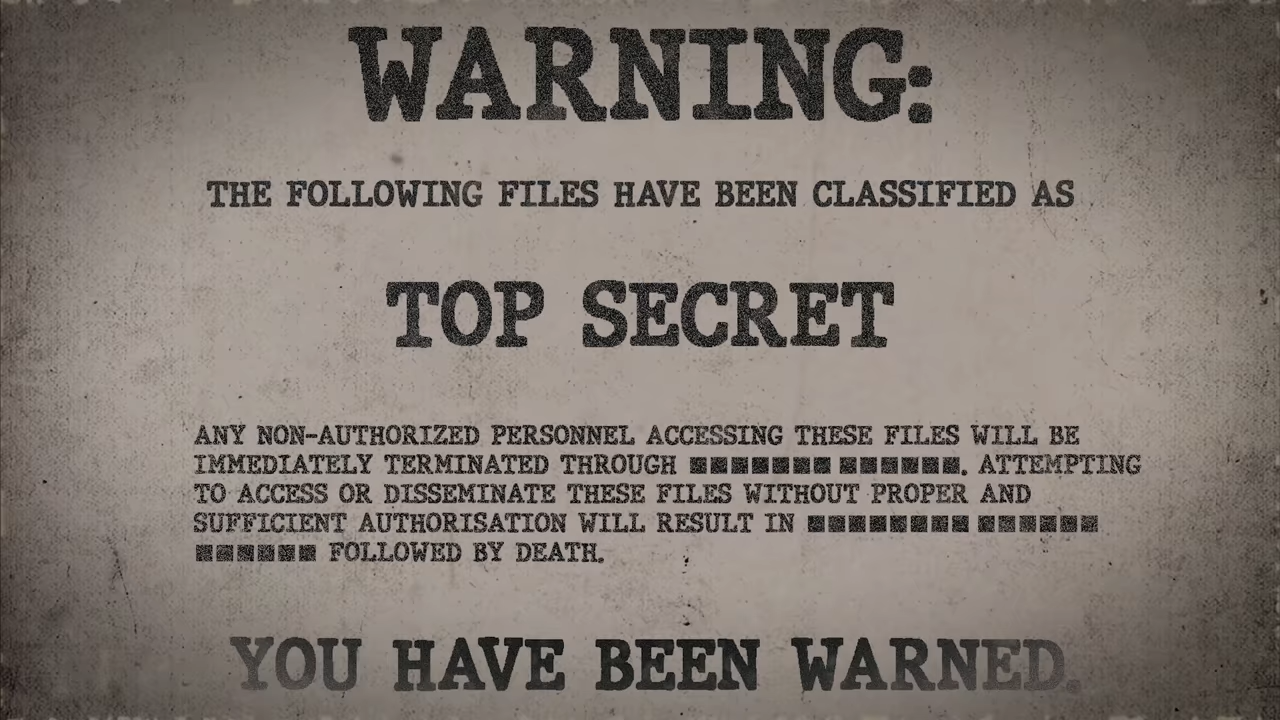 WARNING:
THE FOLLOWING FILES HAVE BEEN CLASSIFIED AS
TOP SECRET
ANY NON-AUTHORIZED PERSONNEL ACCESSING THESE FILES WILL BE
IMMEDIATELY TERMINATED THROUGH ■■■■■■■ ■■■■■■. ATTEMPTING
TO ACCESS OR DISSEMINATE THESE FILES WITHOUT PROPER AND
SUFFICIENT AUTHORISATION WILL RESULT IN ■■■■■■■■ ■■■■■■
■■■■■■ FOLLOWED BY DEATH.
YOU HAVE BEEN WARNED.